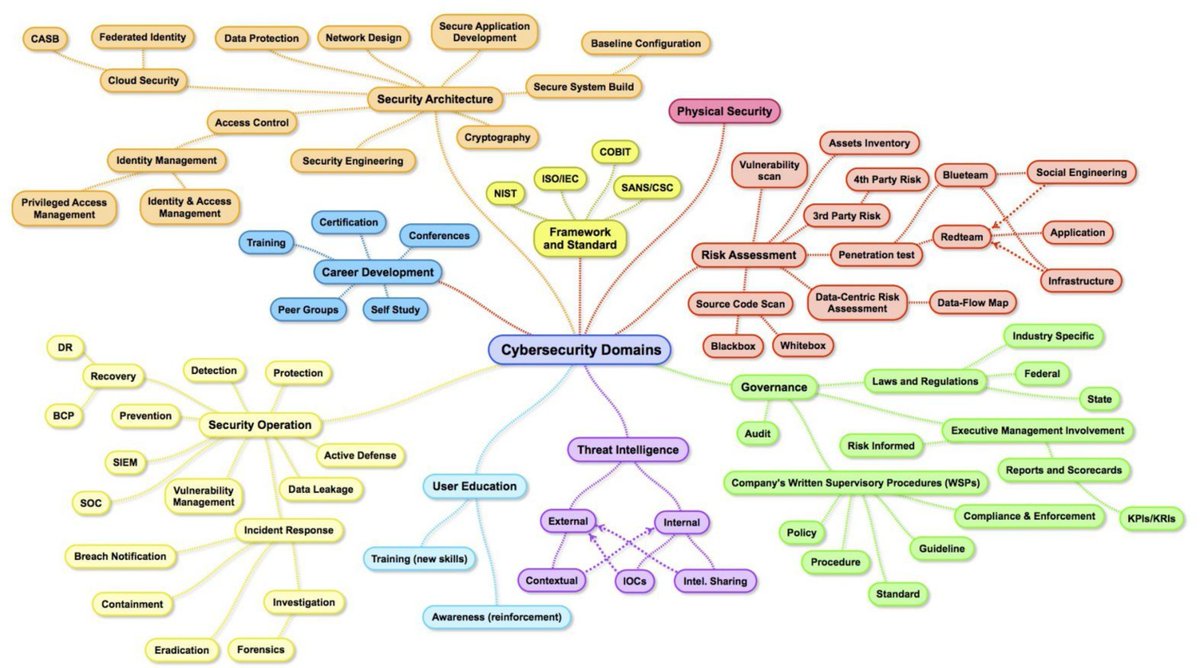 CASB
Federated Identity
Data Protection
Network Design
Secure Application
Development
Baseline Configuration
Cloud Security
Secure System Build
Security Architecture
Access Control
Cryptography
Identity Management
Security Engineering
Privileged Access
Management
Identity & Access
Management
Physical Security
COBIT
ISO/IEC
NIST
SANS/CSC
Framework
and Standard
Certification
Training
Conferences
Career Development
Peer Groups
Self Study
Assets Inventory
Vulnerability
scan
4th Party Risk
Blueteam
Social Engineering
3rd Party Risk
Redteam
Application
Risk Assessment
Penetration test
Infrastructure
Source Code Scan
Data-Centric Risk
Assessment
Data-Flow Map
Blackbox
Whitebox
Cybersecurity Domains
DR
Recovery
Detection
Protection
BCP
Prevention
Security Operation
SIEM
Active Defense
SOC
Vulnerability
Management
Data Leakage
Incident Response
Breach Notification
Containment
Investigation
Eradication
Forensics
User Education
Training (new skills)
Awareness (reinforcement)
Threat Intelligence
External
Internal
Contextual
IOCs
Intel. Sharing
Industry Specific
Governance
Laws and Regulations
Federal
State
Audit
Executive Management Involvement
Risk Informed
Reports and Scorecards
Company's Written Supervisory Procedures (WSPs)
Compliance & Enforcement
KPIs/KRIs
Policy
Procedure
Guideline
Standard